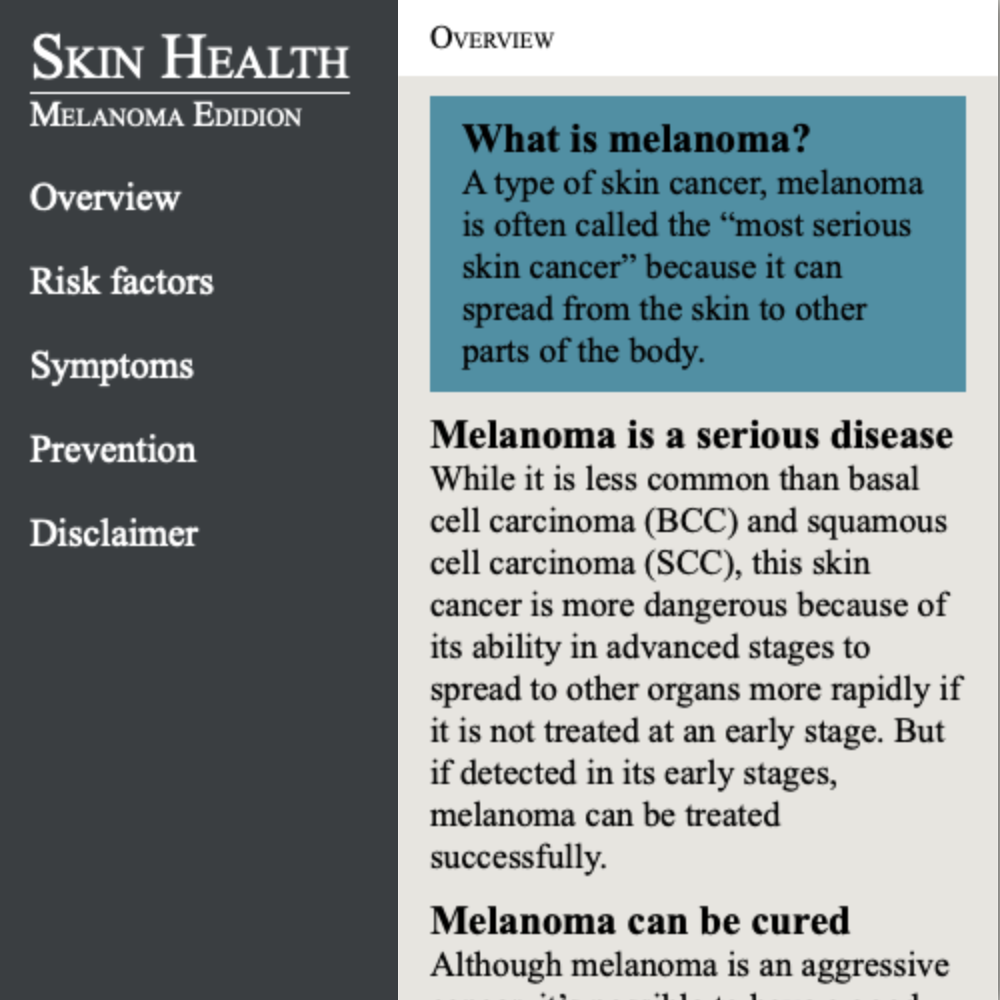 Skin Health
Melanoma Edidion
Overview
Risk factors
Symptoms
Prevention
Disclaimer
Overview
What is melanoma?
A type of skin cancer, melanoma
is often called the “most serious
skin cancer” because it can
spread from the skin to other
parts of the body.
Melanoma is a serious disease
While it is less common than basal
cell carcinoma (BCC) and squamous
cell carcinoma (SCC), this skin
cancer is more dangerous because of
its ability in advanced stages to
spread to other organs more rapidly if
it is not treated at an early stage. But
if detected in its early stages,
melanoma can be treated
successfully.
Melanoma can be cured
Although melanoma is an aggressive